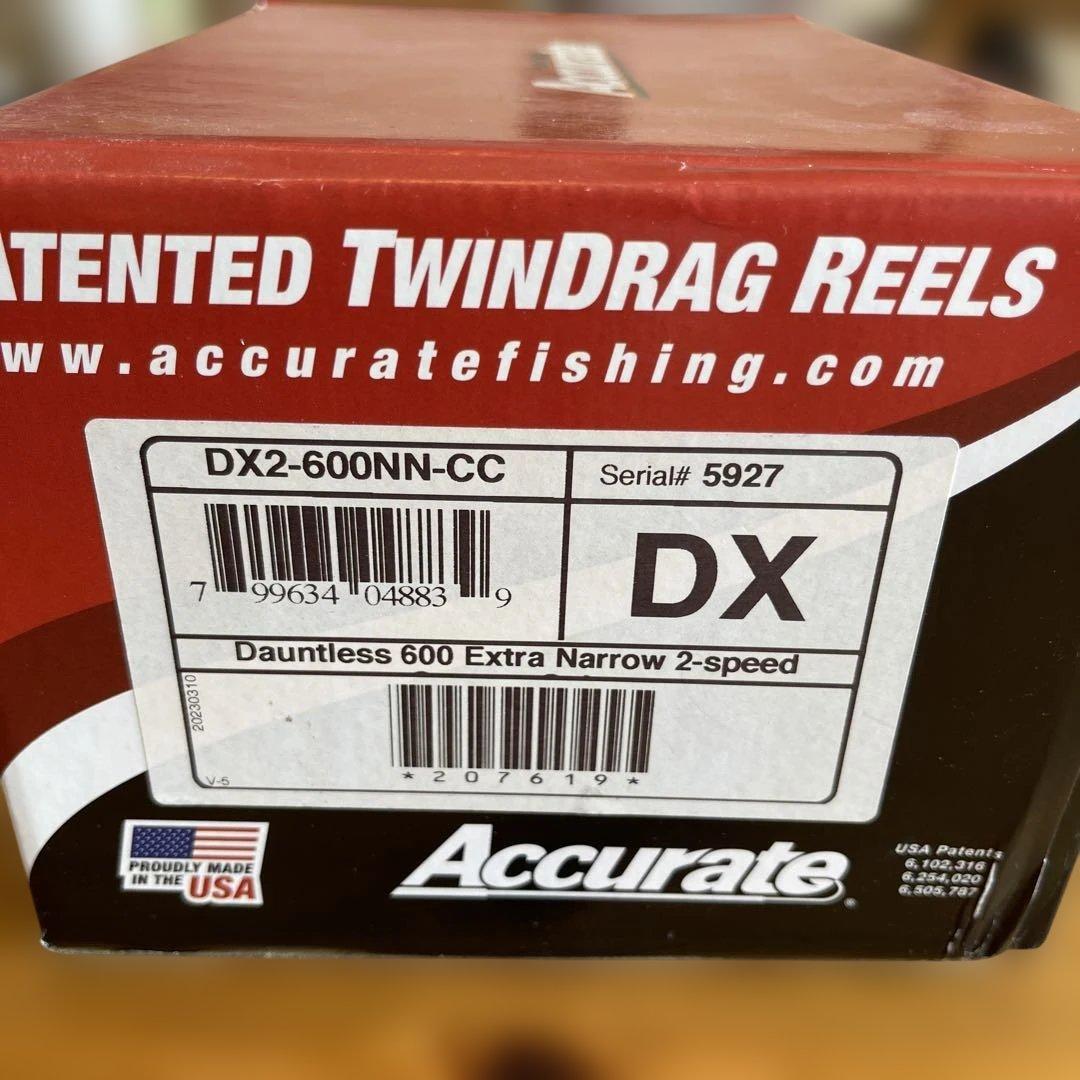 Accurate
ATENTED TWINDRAG REELS
ww.accuratefishing.com
DX2-600NN-CC
Serial# 5927
7 99634 04883 9
DX
Dauntless 600 Extra Narrow 2-speed
20230310
V-5
*207619*
PROUDLY MADE
IN THE USA
Accurate®
USA Patents
6,102,316
6,254,020
6,505,787